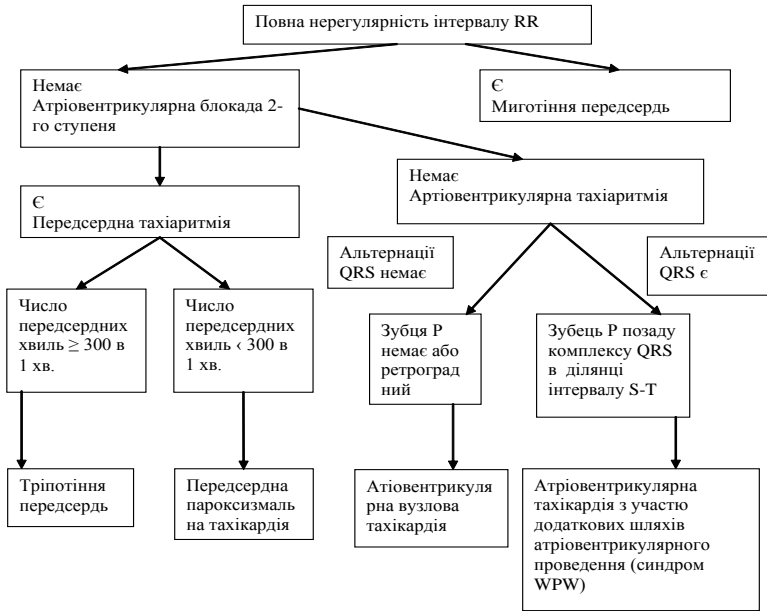 Повна нерегулярність інтервалу RR
Немає
Атріовентрикулярна блокада 2-
го ступеня
Є
Миготіння передсердь
Є
Передсердна тахіаритмія
Немає
Артіовентрикулярна тахіаритмія
Альтернації
QRS немає
Альтернації
QRS є
Число
передсердних
хвиль ≥ 300 в
1 хв.
Число
передсердних
хвиль ‹ 300 в
1 хв.
Зубця Р
немає або
ретроград
ний
Зубець Р позаду
комплексу QRS
в ділянці
інтервалу S-T
Тріпотіння
передсердь
Передсердна
пароксизмаль
на тахікардія
Атіовентрикуля
рна вузлова
тахікардія
Атріовентрикулярна
тахікардія з участю
додаткових шляхів
атріовентрикулярного
проведення (синдром
WPW)